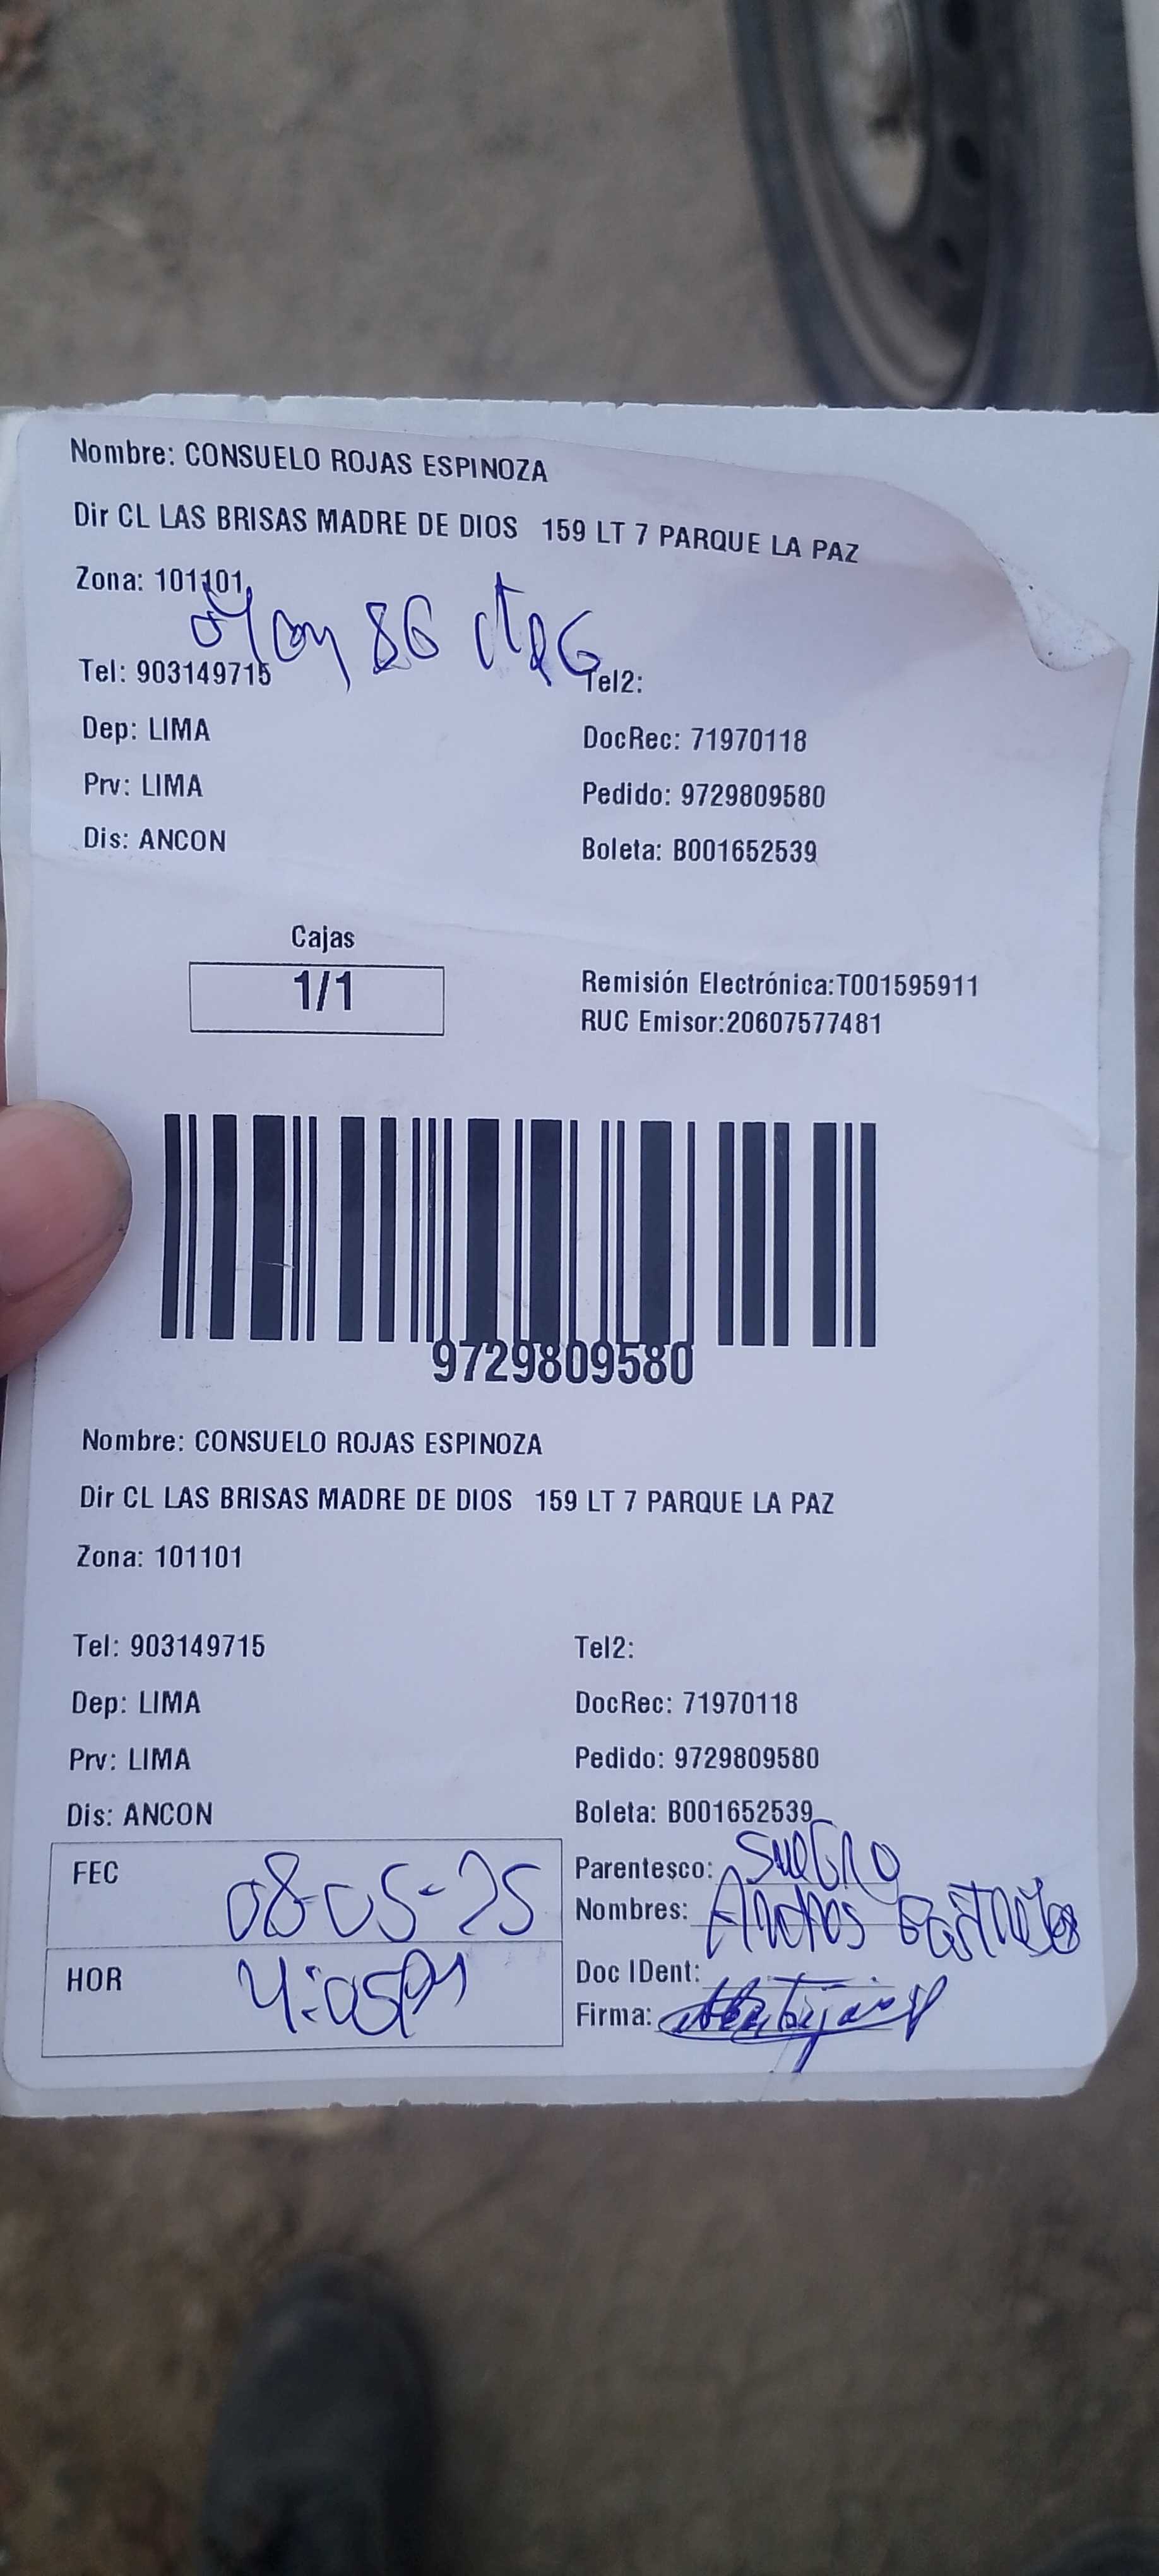 Nombre: CONSUELO ROJAS ESPINOZA
Dir CL LAS BRISAS MADRE DE DIOS 159 LT 7 PARQUE LA PAZ
Zona: 101101
86
Tel: 903149715 Tel2:
Dep: LIMA DocRec: 71970118
Prv: LIMA Pedido: 9729809580
Dis: ANCON Boleta: B001652539
Cajas
1/1
Remisión Electrónica:T001595911
RUC Emisor:20607577481
9729809580
Nombre: CONSUELO ROJAS ESPINOZA
Dir CL LAS BRISAS MADRE DE DIOS 159 LT 7 PARQUE LA PAZ
Zona: 101101
Tel: 903149715 Tel2:
Dep: LIMA DocRec: 71970118
Prv: LIMA Pedido: 9729809580
Dis: ANCON Boleta: B001652539
FEC 08-05-25 Parentesco: SUEGRO
Nombres:
HOR 4:05PM Doc IDent:
Firma: